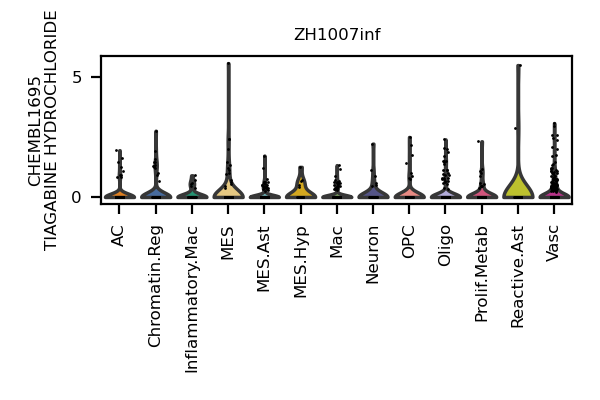 ZH1007inf
CHEMBL1695
TIAGABINE HYDROCHLORIDE
5
0
AC
Chromatin.Reg
Inflammatory.Mac
MES
MES.Ast
MES.Hyp
Mac
Neuron
OPC
Oligo
Prolif.Metab
Reactive.Ast
Vasc